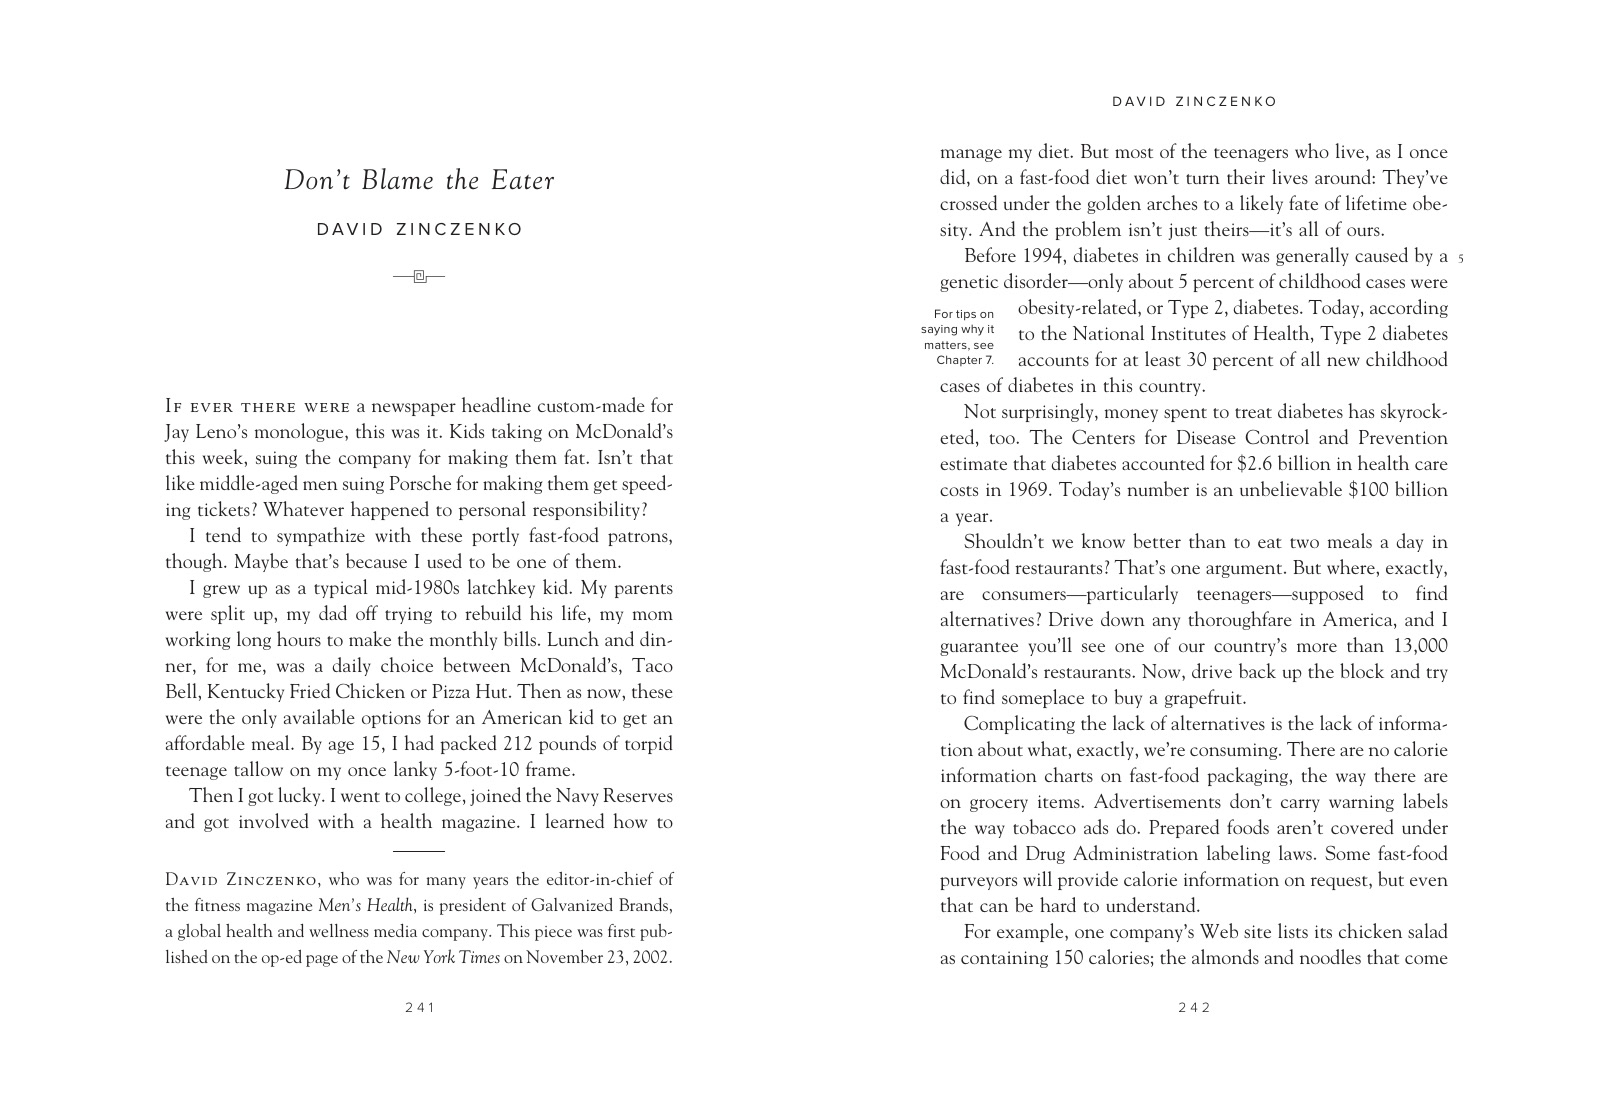 Don't Blame the Eater
DAVID ZINCZENKO
IF EVER THERE WERE a newspaper headline custom-made for
Jay Leno's monologue, this was it. Kids taking on McDonald's
this week, suing the company for making them fat. Isn't that
like middle-aged men suing Porsche for making them get speed-
ing tickets? Whatever happened to personal responsibility?
I tend to sympathize with these portly fast-food patrons,
though. Maybe that's because I used to be one of them.
I grew up as a typical mid-1980s latchkey kid. My parents
were split up, my dad off trying to rebuild his life, my mom
working long hours to make the monthly bills. Lunch and din-
ner, for me, was a daily choice between McDonald's, Taco
Bell, Kentucky Fried Chicken or Pizza Hut. Then as now, these
were the only available options for an American kid to get an
affordable meal. By age 15, I had packed 212 pounds of torpid
teenage tallow on my once lanky 5-foot-10 frame.
Then I got lucky. I went to college, joined the Navy Reserves
and got involved with a health magazine. I learned how to
DAVID ZINCZENKO, who was for many years the editor-in-chief of
the fitness magazine Men's Health, is president of Galvanized Brands,
a global health and wellness media company. This piece was first pub-
lished on the op-ed page of the New York Times on November 23, 2002.
241
DAVID ZINCZENKO
manage my diet. But most of the teenagers who live, as I once
did, on a fast-food diet won't turn their lives around: They've
crossed under the golden arches to a likely fate of lifetime obe-
sity. And the problem isn't just theirs—it's all of ours.
Before 1994, diabetes in children was generally caused by a 5
genetic disorder—only about 5 percent of childhood cases were
obesity-related, or Type 2, diabetes. Today, according
to the National Institutes of Health, Type 2 diabetes
accounts for at least 30 percent of all new childhood
cases of diabetes in this country.
For tips on
saying why it
matters, see
Chapter 7.
Not surprisingly, money spent to treat diabetes has skyrock-
eted, too. The Centers for Disease Control and Prevention
estimate that diabetes accounted for $2.6 billion in health care
costs in 1969. Today's number is an unbelievable $100 billion
a year.
Shouldn't we know better than to eat two meals a day in
fast-food restaurants? That's one argument. But where, exactly,
are consumers—particularly teenagers—supposed to find
alternatives? Drive down any thoroughfare in America, and I
guarantee you'll see one of our country's more than 13,000
McDonald's restaurants. Now, drive back up the block and try
to find someplace to buy a grapefruit.
Complicating the lack of alternatives is the lack of informa-
tion about what, exactly, we're consuming. There are no calorie
information charts on fast-food packaging, the way there are
on grocery items. Advertisements don't carry warning labels
the way tobacco ads do. Prepared foods aren't covered under
Food and Drug Administration labeling laws. Some fast-food
purveyors will provide calorie information on request, but even
that can be hard to understand.
For example, one company's Web site lists its chicken salad
as containing 150 calories; the almonds and noodles that come
242